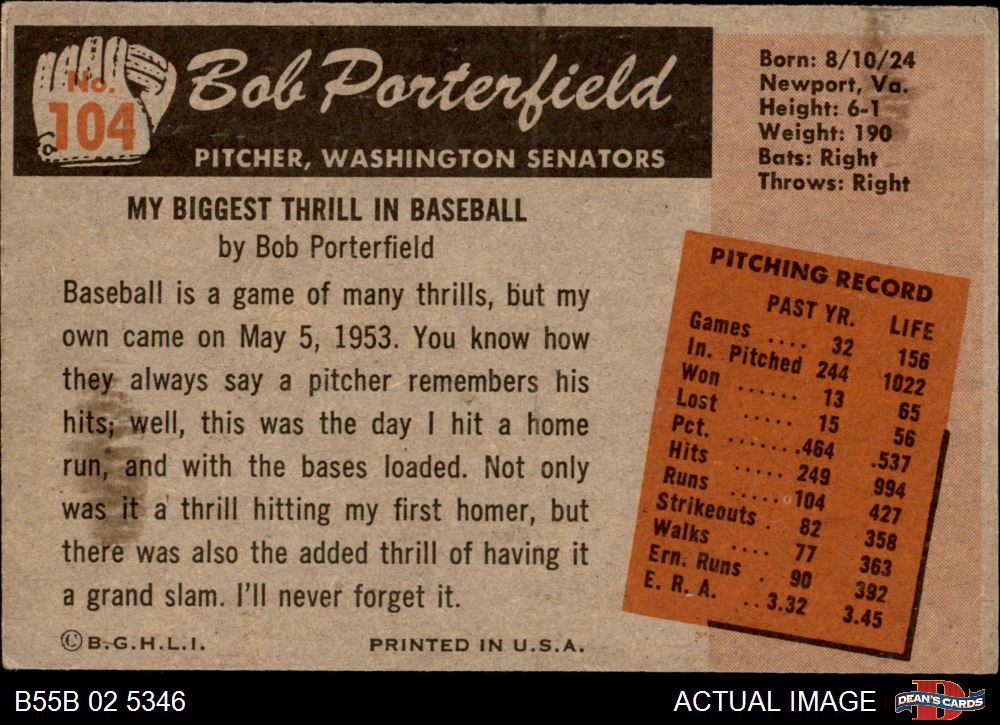 No.
104
Bob Porterfield
PITCHER, WASHINGTON SENATORS
Born: 8/10/24
Newport, Va.
Height: 6-1
Weight: 190
Bats: Right
Throws: Right
MY BIGGEST THRILL IN BASEBALL
by Bob Porterfield
Baseball is a game of many thrills, but my
own came on May 5, 1953. You know how
they always say a pitcher remembers his
hits; well, this was the day I hit a home
run, and with the bases loaded. Not only
was it a thrill hitting my first homer, but
there was also the added thrill of having it
a grand slam. I'll never forget it.
PITCHING RECORD
PAST YR. LIFE
Games .... 32 156
In. Pitched 244 1022
Won ...... 13 65
Lost ..... 15 56
Pct. ...... .464 .537
Hits ..... 249 994
Runs ..... 104 427
Strikeouts . 82 358
Walks .... 77 363
Ern. Runs . 90 392
E. R. A. .. 3.32 3.45
©B.G.H.L.I. PRINTED IN U.S.A.
B55B 02 5346 ACTUAL IMAGE
D
DEAN'S CARDS